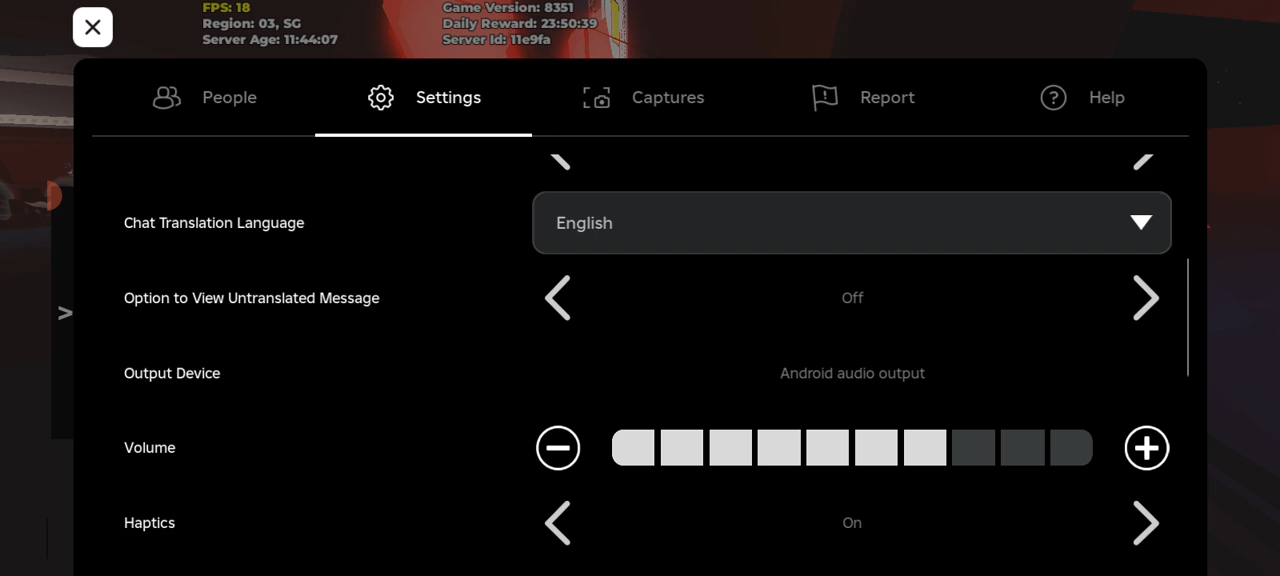 FPS: 18
Region: 03, SG
Server Age: 11:44:07
Game Version: 8351
Daily Reward: 23:50:39
Server Id: 11e9fa
People
Settings
Captures
Report
Help
Chat Translation Language
English
Option to View Untranslated Message
Off
Output Device
Android audio output
Volume
Haptics
On